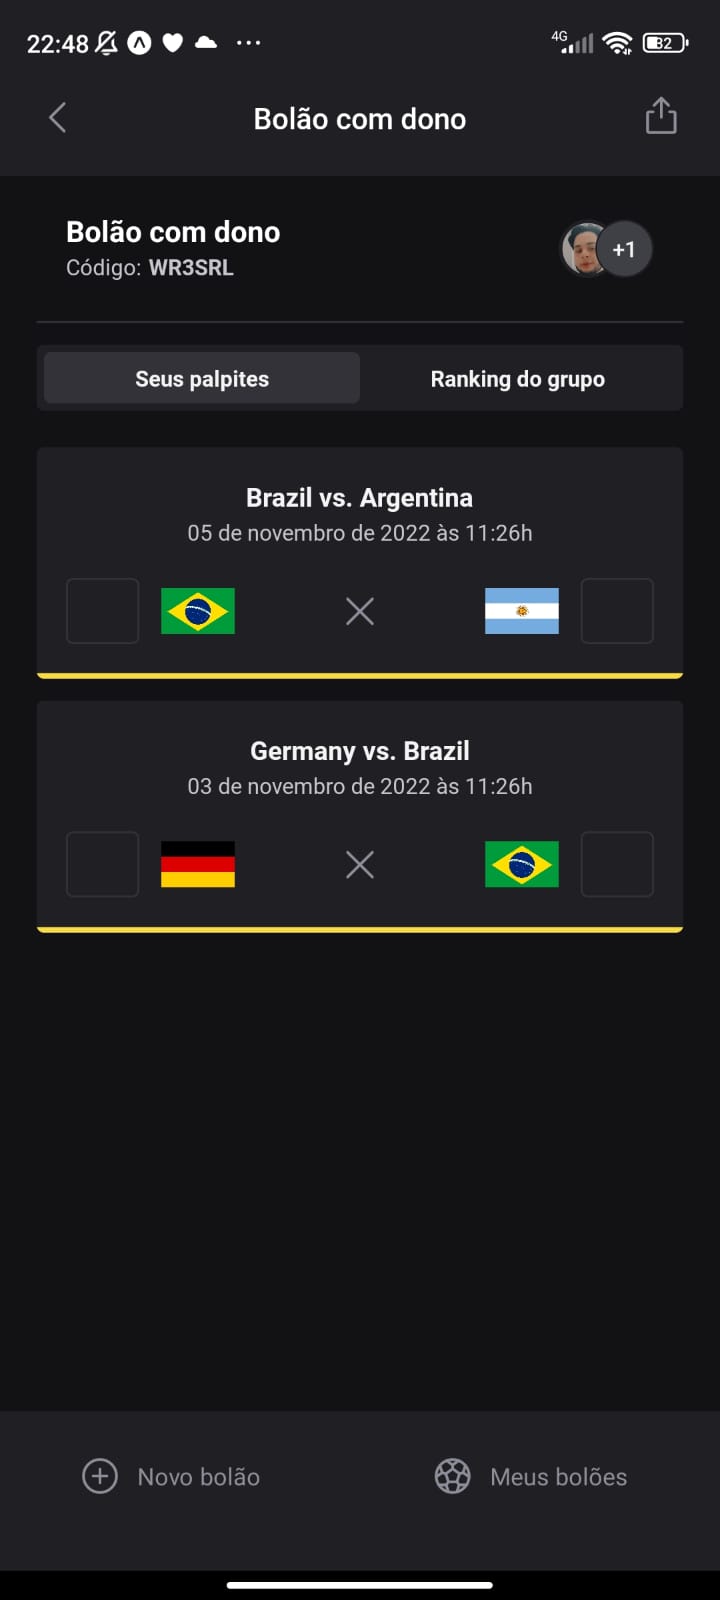 22:48
4G
82
Bolão com dono
Bolão com dono
Código: WR3SRL
+1
Seus palpites
Ranking do grupo
Brazil vs. Argentina
05 de novembro de 2022 às 11:26h
Germany vs. Brazil
03 de novembro de 2022 às 11:26h
Novo bolão
Meus bolões